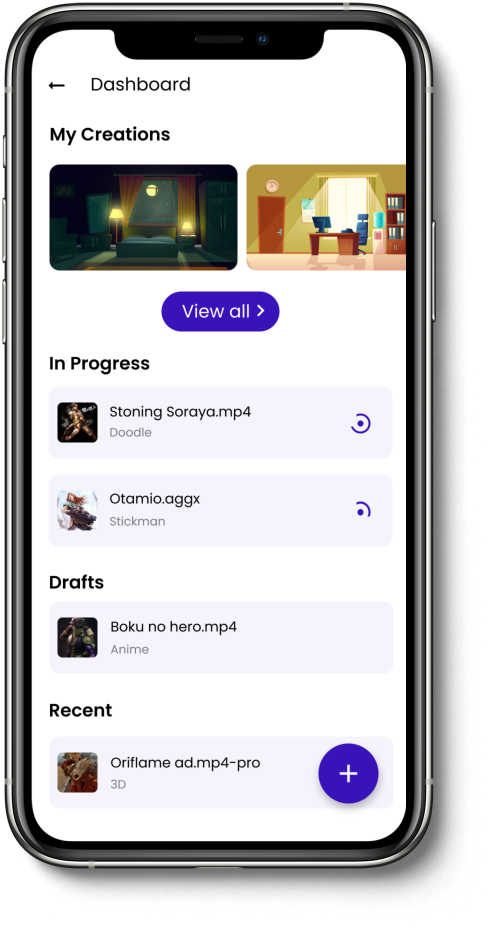 Dashboard
My Creations
View all
In Progress
Stoning Soraya.mp4
Doodle
Otamio.aggx
Stickman
Drafts
Boku no hero.mp4
Anime
Recent
Oriflame ad.mp4-pro
3D